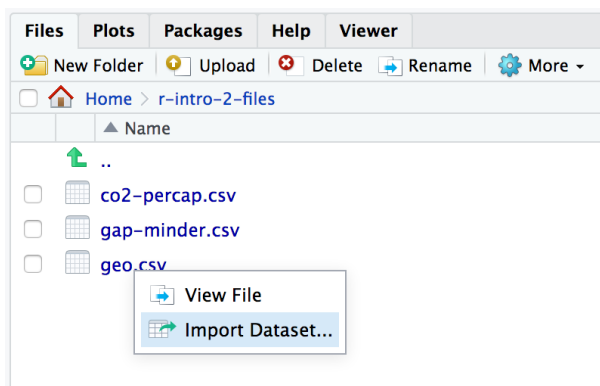 Files Plots Packages Help Viewer
New Folder Upload Delete Rename More
Home r-intro-2-files
Name
..
co2-percap.csv
gap-minder.csv
geo.csv
View File
Import Dataset...